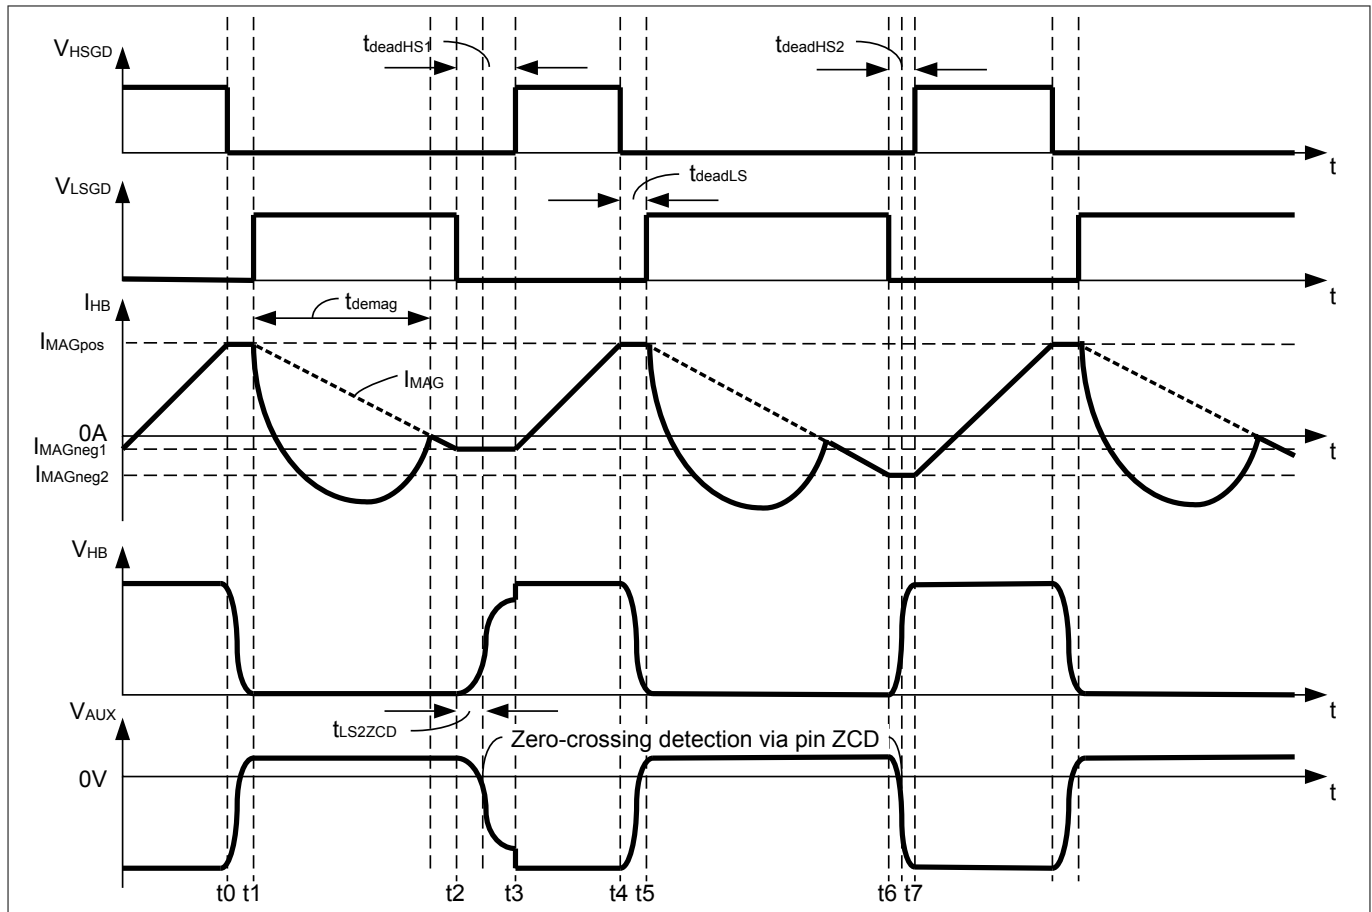 VHSGD
tdeadHS1
tdeadHS2
t
VLSGD
tdeadLS
t
IHB
tdemag
IMAGpos
IMAG
0A
IMAGneg1
IMAGneg2
t
VHB
t
VAUX
tLS2ZCD
Zero-crossing detection via pin ZCD
0V
t
t0 t1 t2 t3 t4 t5 t6 t7